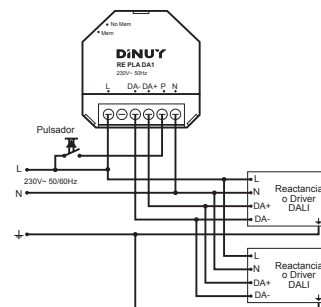 No Mem
Mem
DiNUY
RE PLA DA1
230V~ 50Hz
L DA- DA+ P N
Pulsador
L
230V~ 50/60Hz
N
L
N
DA+
DA-
Reactancia
o Driver
DALI
L
N
DA+
DA-
Reactancia
o Driver
DALI